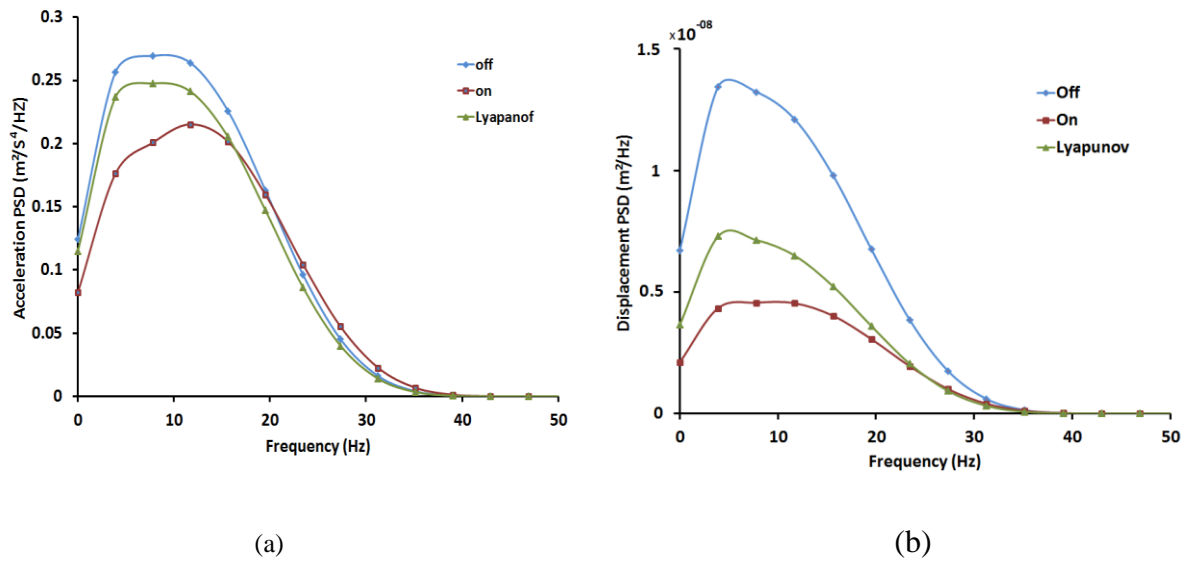 0.3
0.25
0.2
0.15
0.1
0.05
0
Acceleration PSD (m²/s⁴/HZ)
off
on
Lyapanof
0 10 20 30 40 50
Frequency (Hz)
(a)
×10⁻⁰⁸
1.5
1
0.5
0
Displacement PSD (m²/Hz)
Off
On
Lyapunov
0 10 20 30 40 50
Frequency (Hz)
(b)